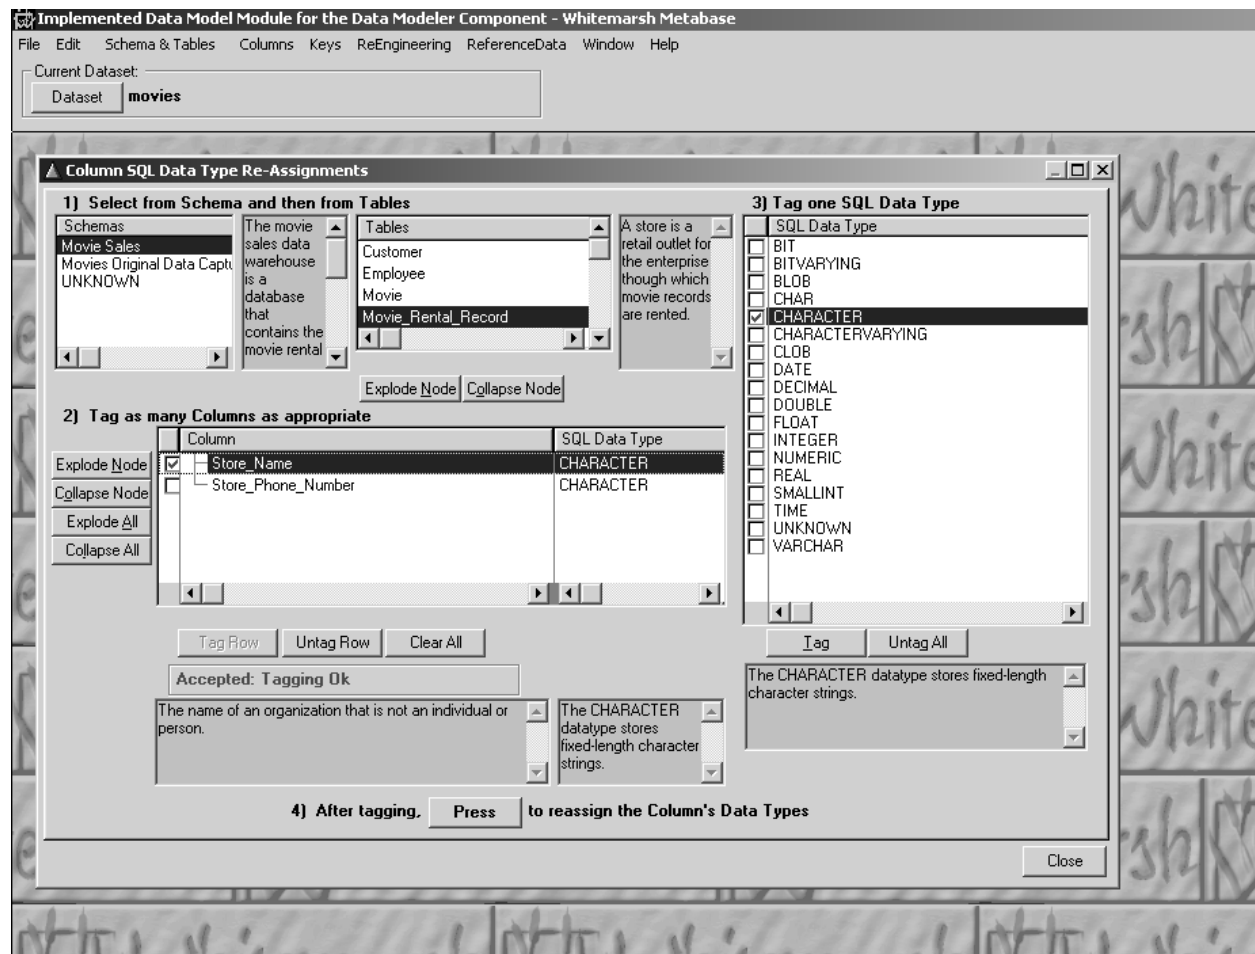 Implemented Data Model Module for the Data Modeler Component - Whitemarsh Metabase
File Edit Schema & Tables Columns Keys ReEngineering ReferenceData Window Help
Current Dataset:
Dataset movies
Column SQL Data Type Re-Assignments
1) Select from Schema and then from Tables
Schemas
Movie Sales
Movies Original Data Captu
UNKNOWN
The movie
sales data
warehouse
is a
database
that
contains the
movie rental
Tables
Customer
Employee
Movie
Movie_Rental_Record
A store is a
retail outlet for
the enterprise
though which
movie records
are rented.
Explode Node Collapse Node
2) Tag as many Columns as appropriate
Explode Node
Collapse Node
Explode All
Collapse All
Column SQL Data Type
Store_Name CHARACTER
Store_Phone_Number CHARACTER
Tag Row Untag Row Clear All
Accepted: Tagging Ok
The name of an organization that is not an individual or
person.
The CHARACTER
datatype stores
fixed-length character
strings.
3) Tag one SQL Data Type
SQL Data Type
BIT
BITVARYING
BLOB
CHAR
CHARACTER
CHARACTERVARYING
CLOB
DATE
DECIMAL
DOUBLE
FLOAT
INTEGER
NUMERIC
REAL
SMALLINT
TIME
UNKNOWN
VARCHAR
Tag Untag All
The CHARACTER datatype stores fixed-length
character strings.
4) After tagging, Press to reassign the Column's Data Types
Close